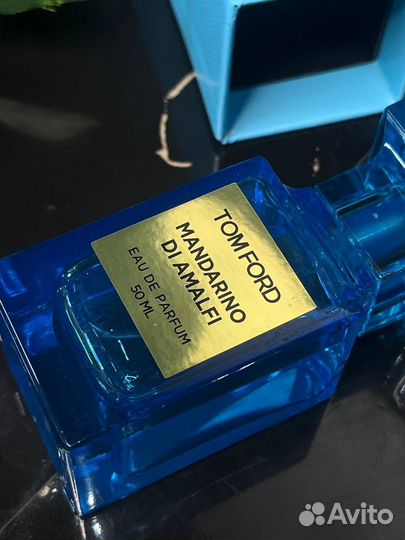 TOM FORD
MANDARINO
DI AMALFI
EAU DE PARFUM
50 ML
Avito